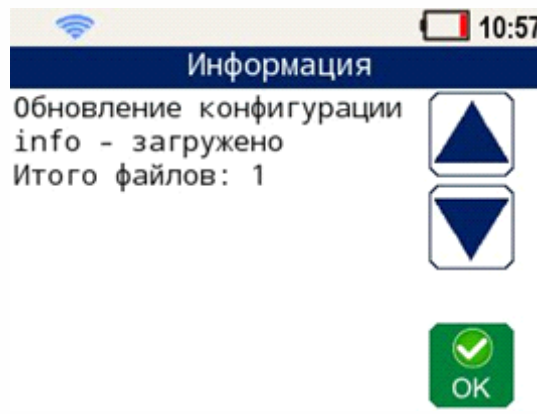 10:57
Информация
Обновление конфигурации
info – загружено
Итого файлов: 1
OK